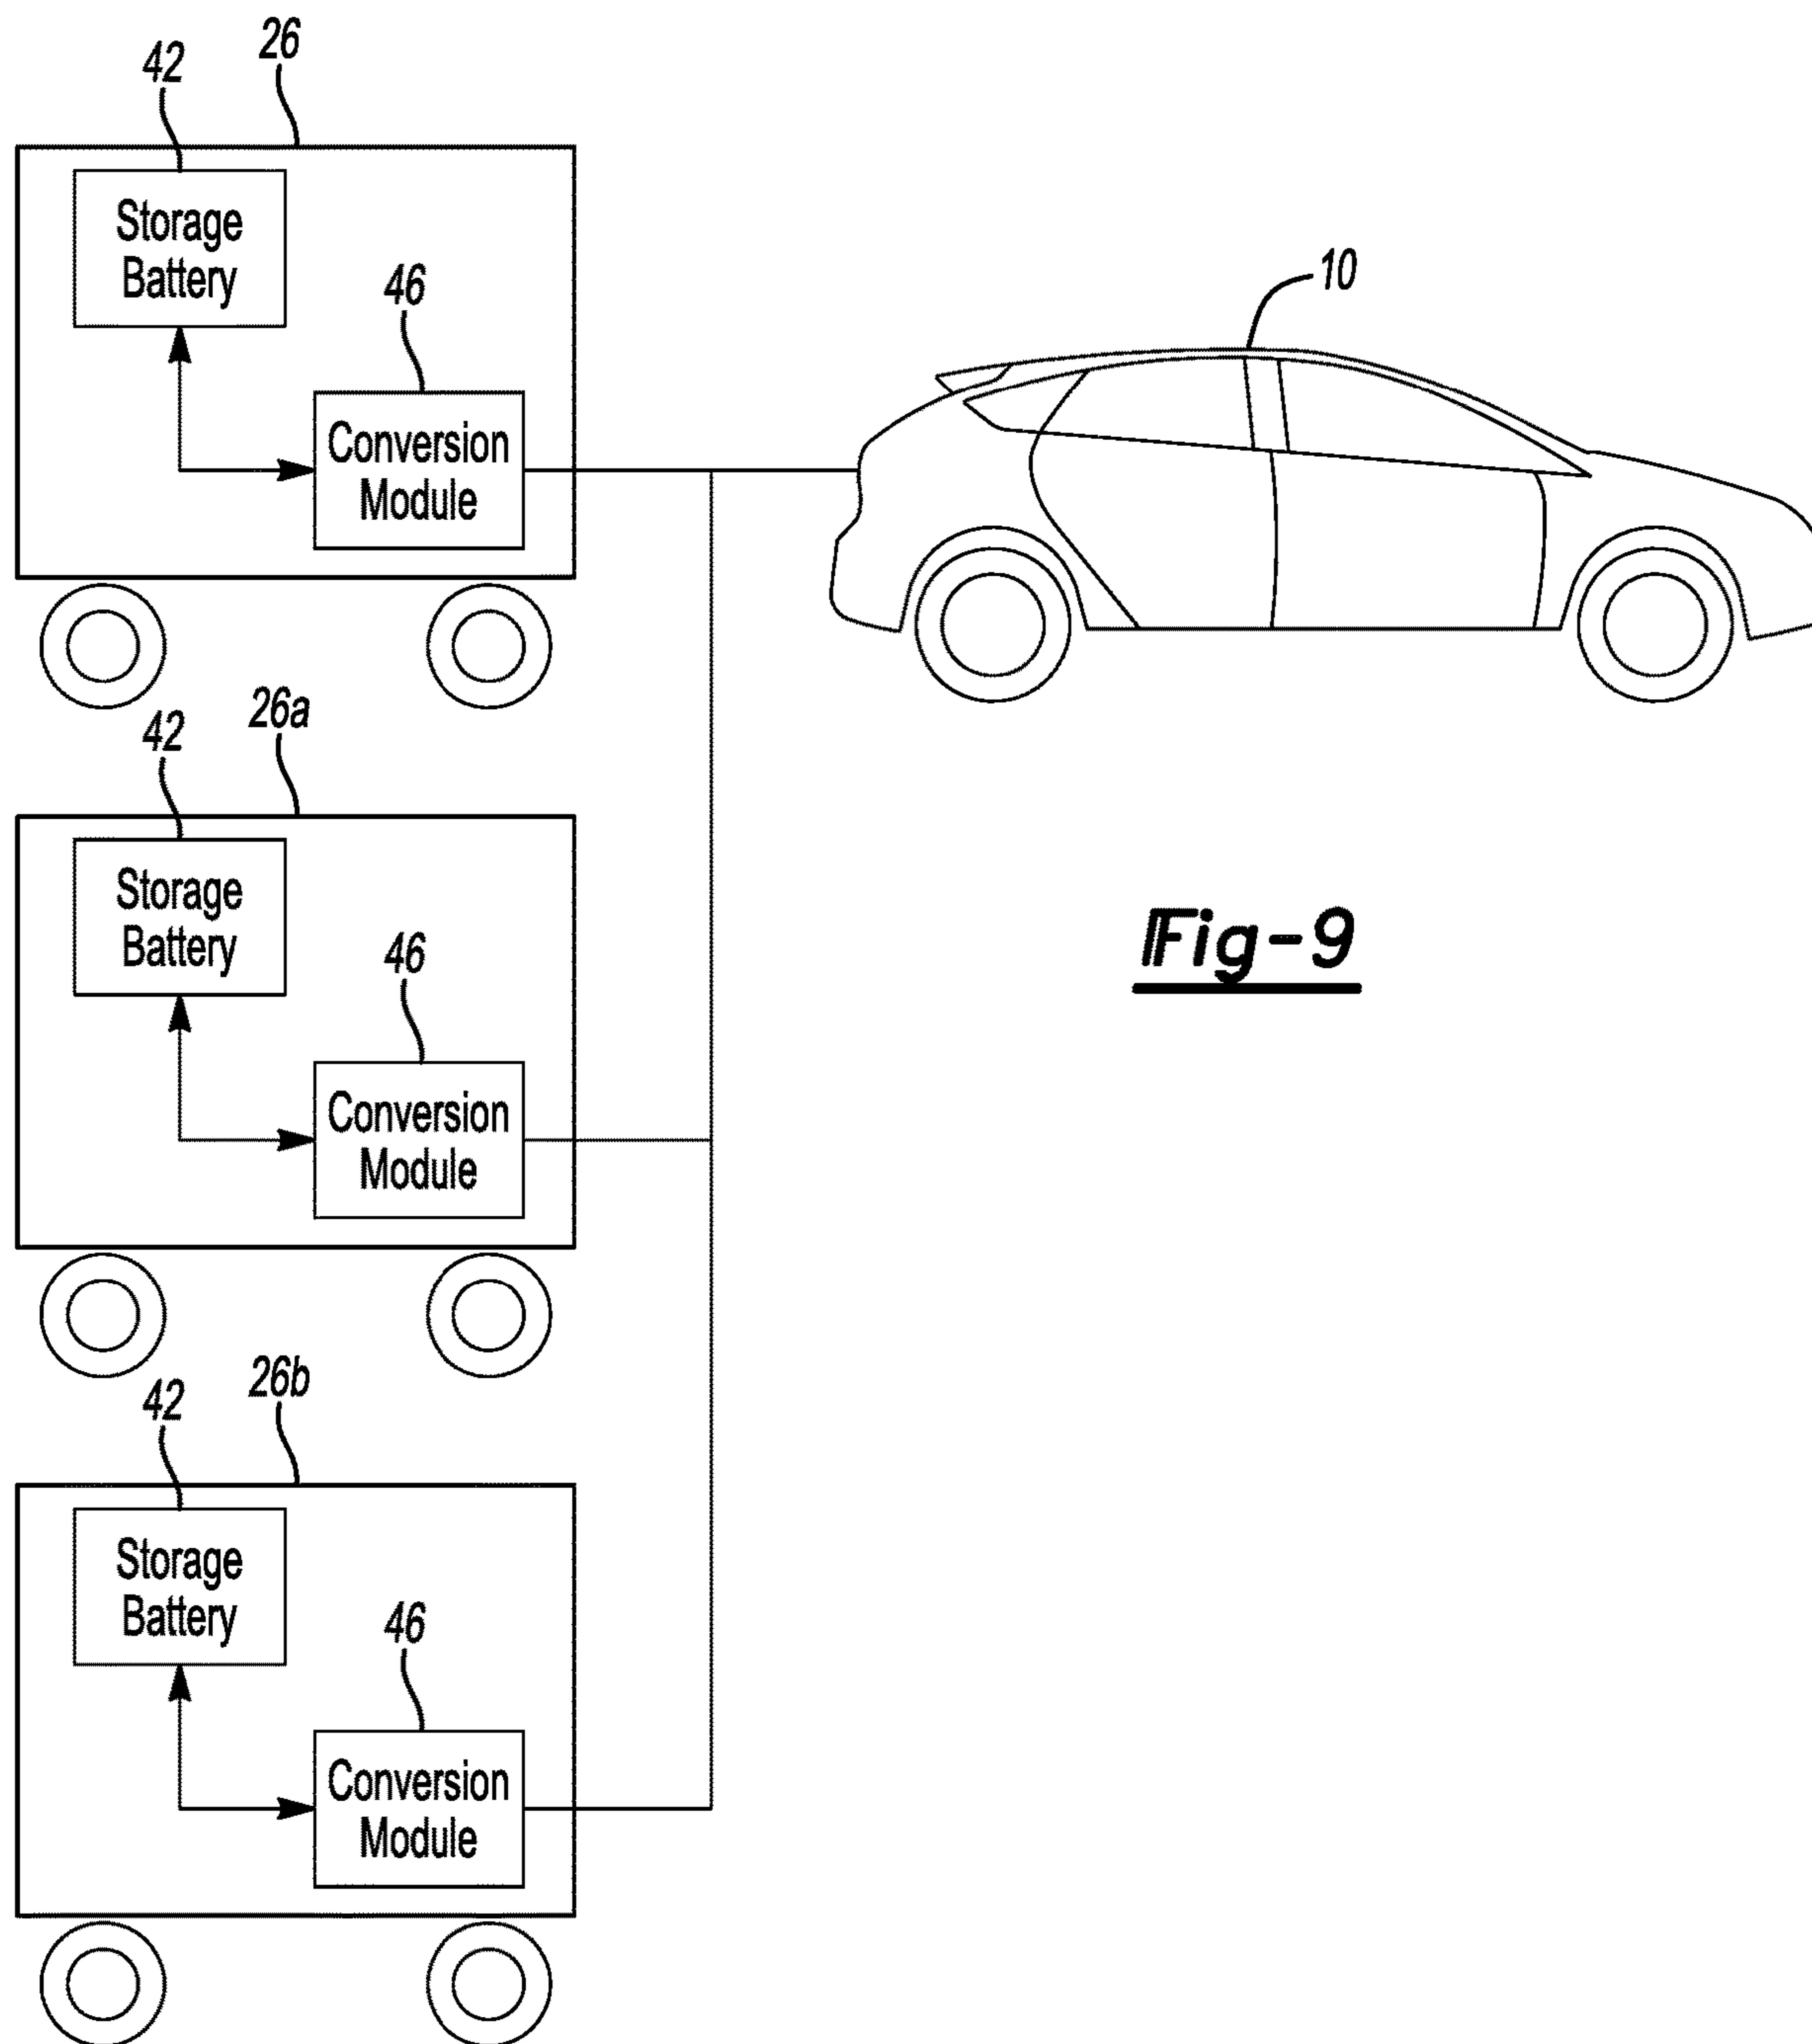 26
42
Storage
Battery
46
Conversion
Module
10
26a
42
Storage
Battery
46
Conversion
Module
Fig-9
26b
42
Storage
Battery
46
Conversion
Module